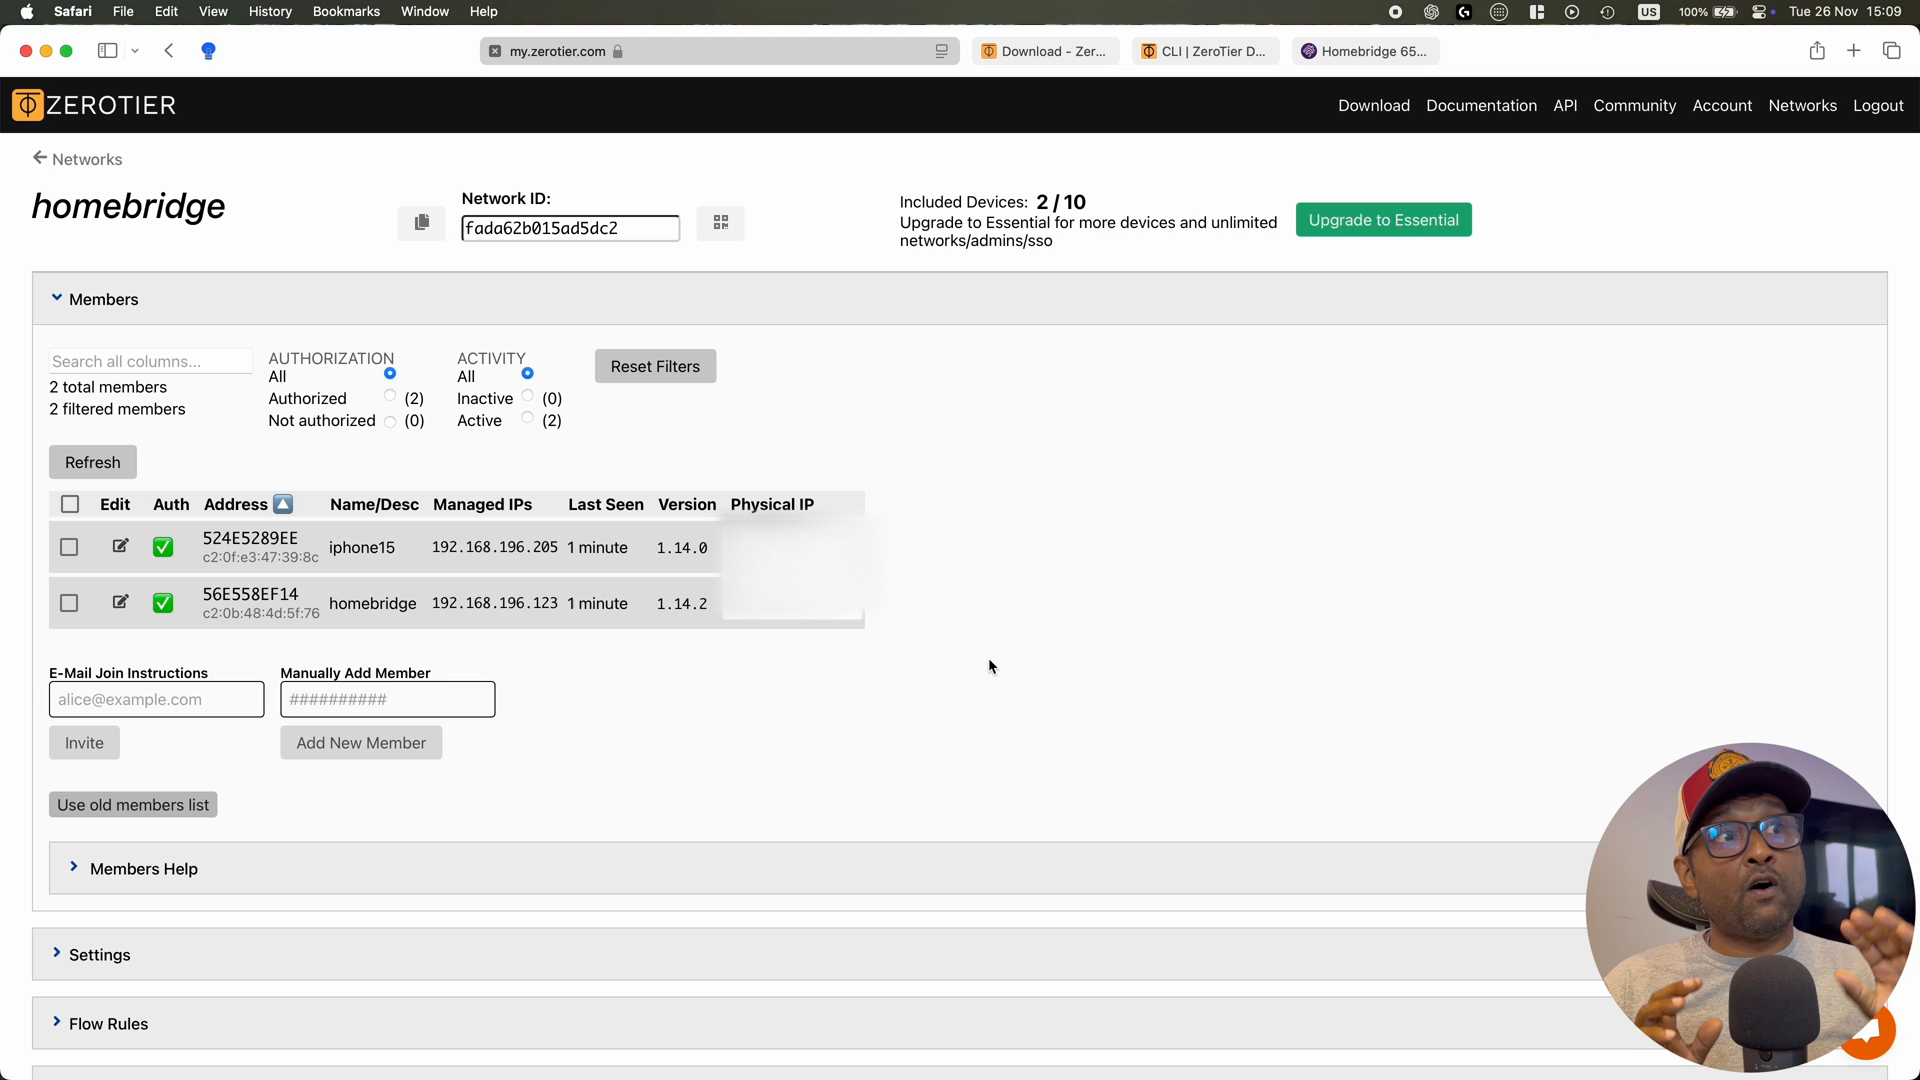 Safari File Edit View History Bookmarks Window Help US 100% Tue 26 Nov 15:09
my.zerotier.com Download - Zer... CLI | ZeroTier D... Homebridge 65...
ZEROTIER Download Documentation API Community Account Networks Logout
Networks
homebridge
Network ID:
fada62b015ad5dc2
Included Devices: 2 / 10
Upgrade to Essential for more devices and unlimited
networks/admins/sso
Upgrade to Essential
Members
Search all columns...
2 total members
2 filtered members
AUTHORIZATION
All
Authorized (2)
Not authorized (0)
ACTIVITY
All
Inactive (0)
Active (2)
Reset Filters
Refresh
Edit Auth Address Name/Desc Managed IPs Last Seen Version Physical IP
524E5289EE
c2:0f:e3:47:39:8c
iphone15 192.168.196.205 1 minute 1.14.0
56E558EF14
c2:0b:48:4d:5f:76
homebridge 192.168.196.123 1 minute 1.14.2
E-Mail Join Instructions
alice@example.com
Invite
Manually Add Member
##########
Add New Member
Use old members list
Members Help
Settings
Flow Rules